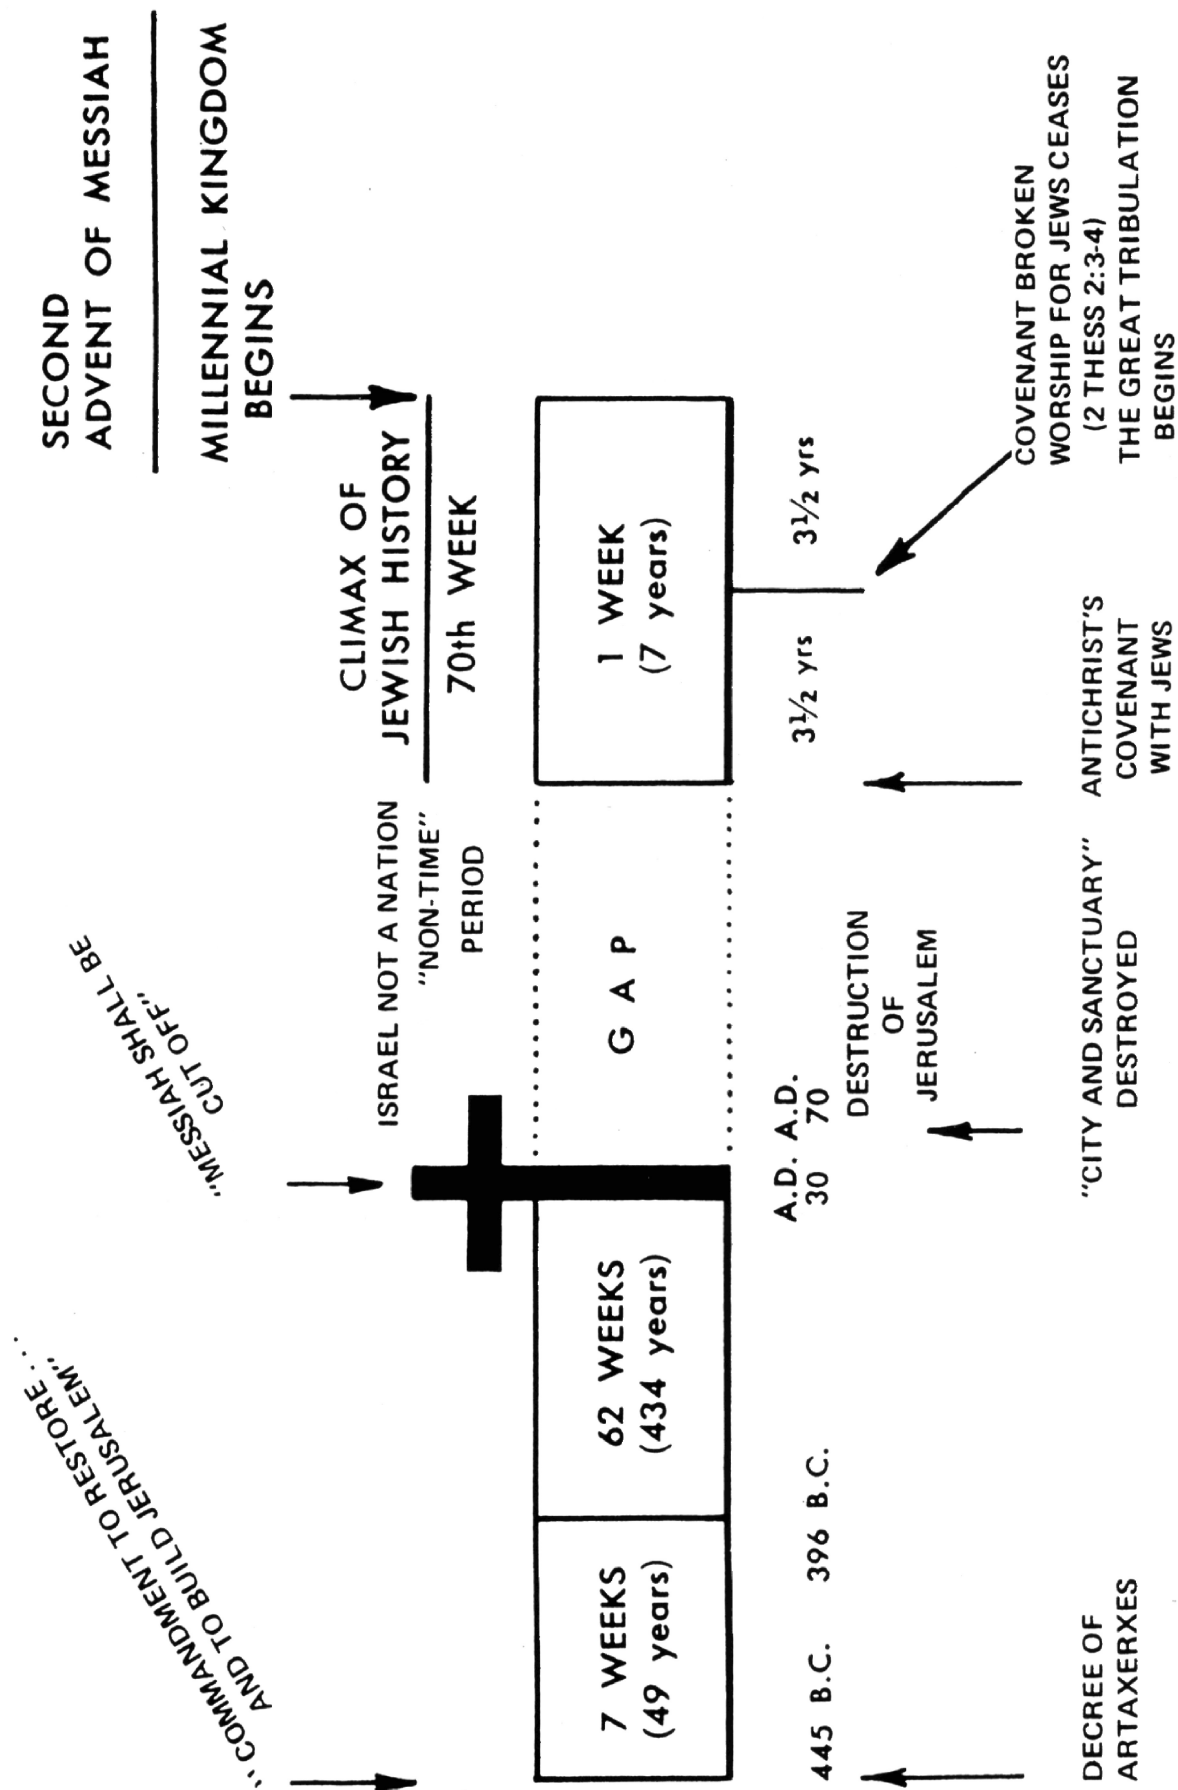 "COMMANDMENT TO RESTORE....
AND TO BUILD JERUSALEM"
"MESSIAH SHALL BE
CUT OFF"
SECOND
ADVENT OF MESSIAH
MILLENNIAL KINGDOM
BEGINS
ISRAEL NOT A NATION
"NON-TIME"
PERIOD
CLIMAX OF
JEWISH HISTORY
70th WEEK
7 WEEKS
(49 years)
62 WEEKS
(434 years)
G A P
1 WEEK
(7 years)
445 B.C.
396 B.C.
A.D. A.D.
30 70
3½ yrs
3½ yrs
DESTRUCTION
OF
JERUSALEM
DECREE OF
ARTAXERXES
"CITY AND SANCTUARY"
DESTROYED
ANTICHRIST'S
COVENANT
WITH JEWS
COVENANT BROKEN
WORSHIP FOR JEWS CEASES
(2 THESS 2:3-4)
THE GREAT TRIBULATION
BEGINS